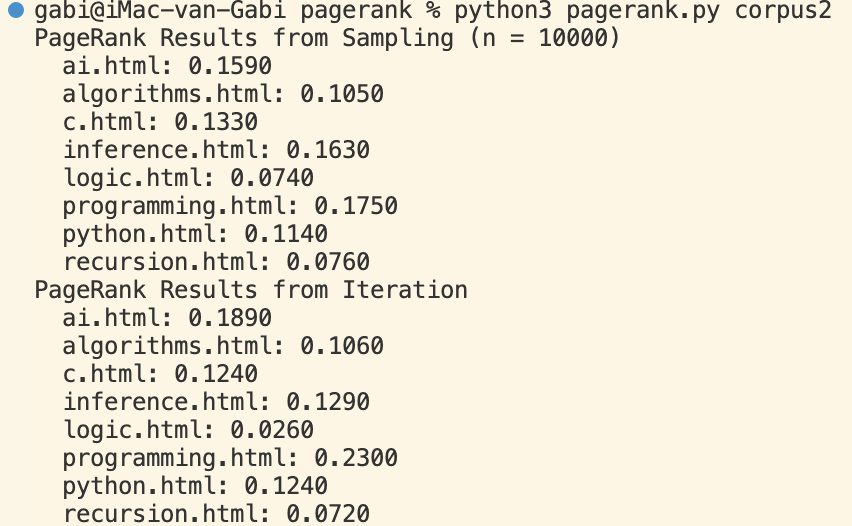 gabi@iMac-van-Gabi pagerank % python3 pagerank.py corpus2
PageRank Results from Sampling (n = 10000)
  ai.html: 0.1590
  algorithms.html: 0.1050
  c.html: 0.1330
  inference.html: 0.1630
  logic.html: 0.0740
  programming.html: 0.1750
  python.html: 0.1140
  recursion.html: 0.0760
PageRank Results from Iteration
  ai.html: 0.1890
  algorithms.html: 0.1060
  c.html: 0.1240
  inference.html: 0.1290
  logic.html: 0.0260
  programming.html: 0.2300
  python.html: 0.1240
  recursion.html: 0.0720